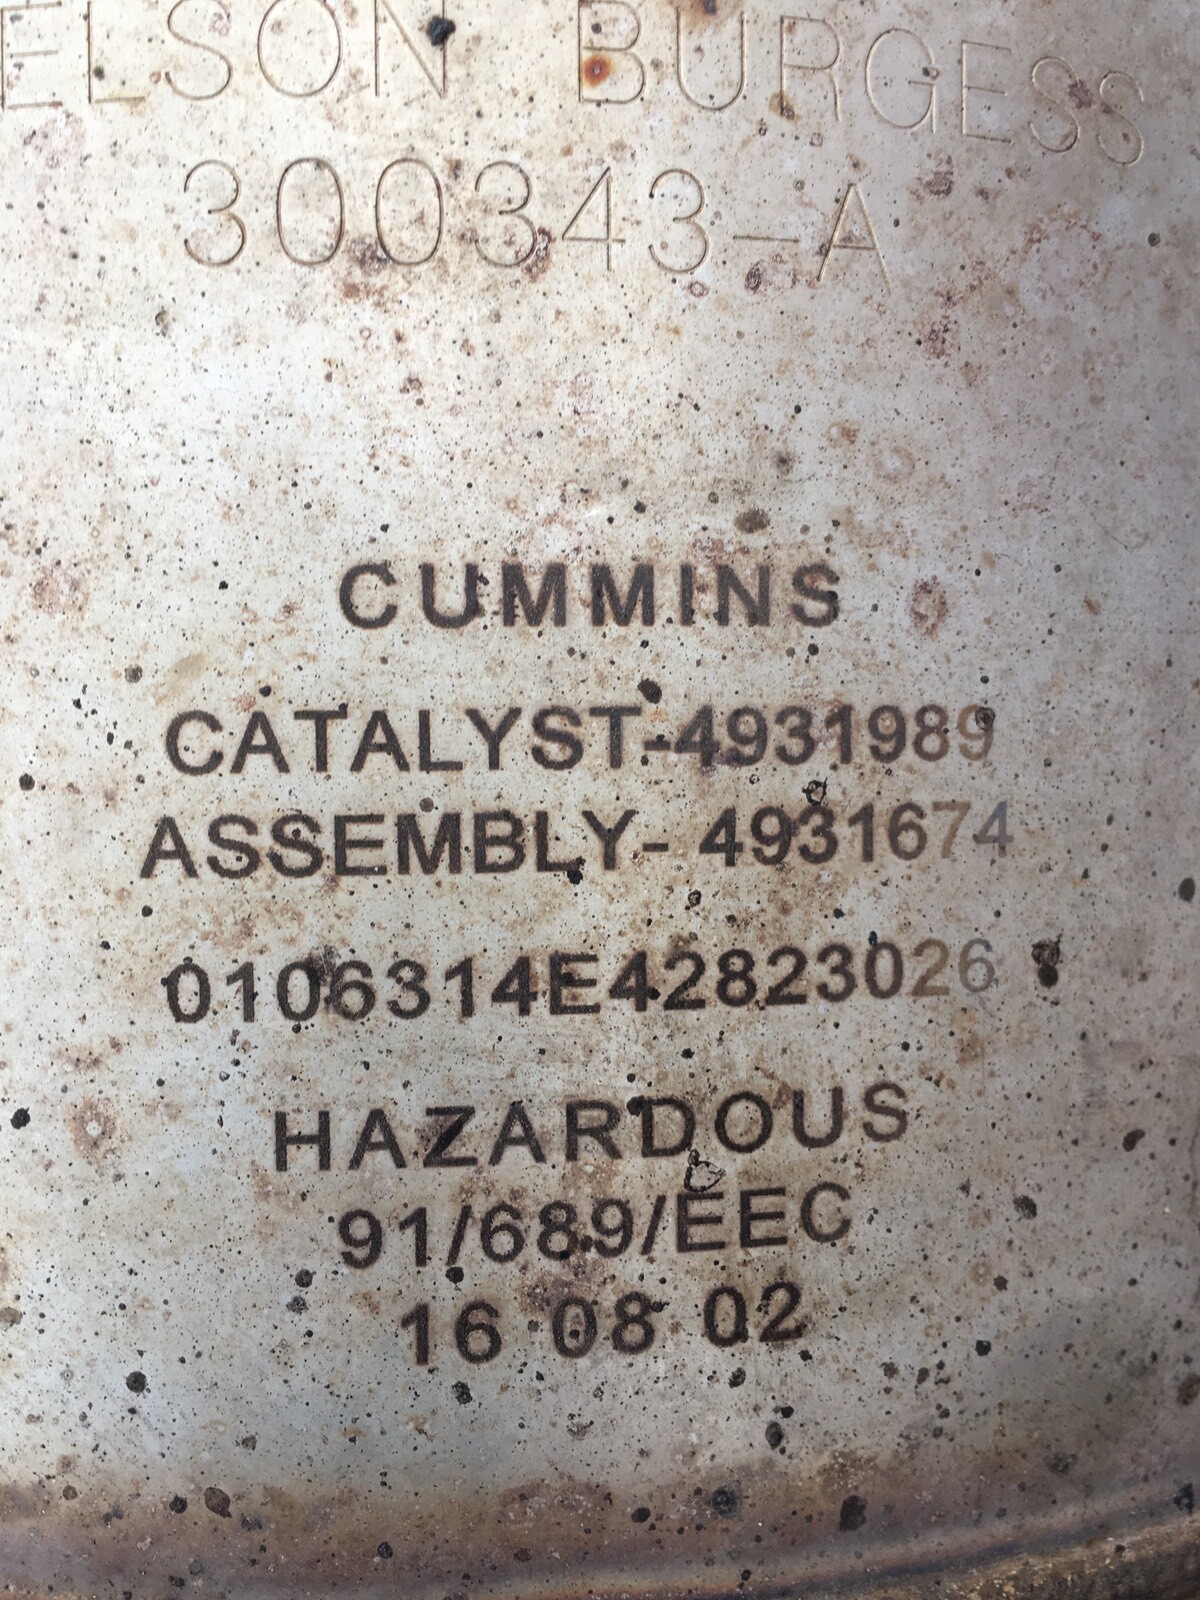 ELSON BURGESS
300343-A
CUMMINS
CATALYST-4931989
ASSEMBLY- 4931674
0106314E42823026
HAZARDOUS
91/689/EEC
16 08 02